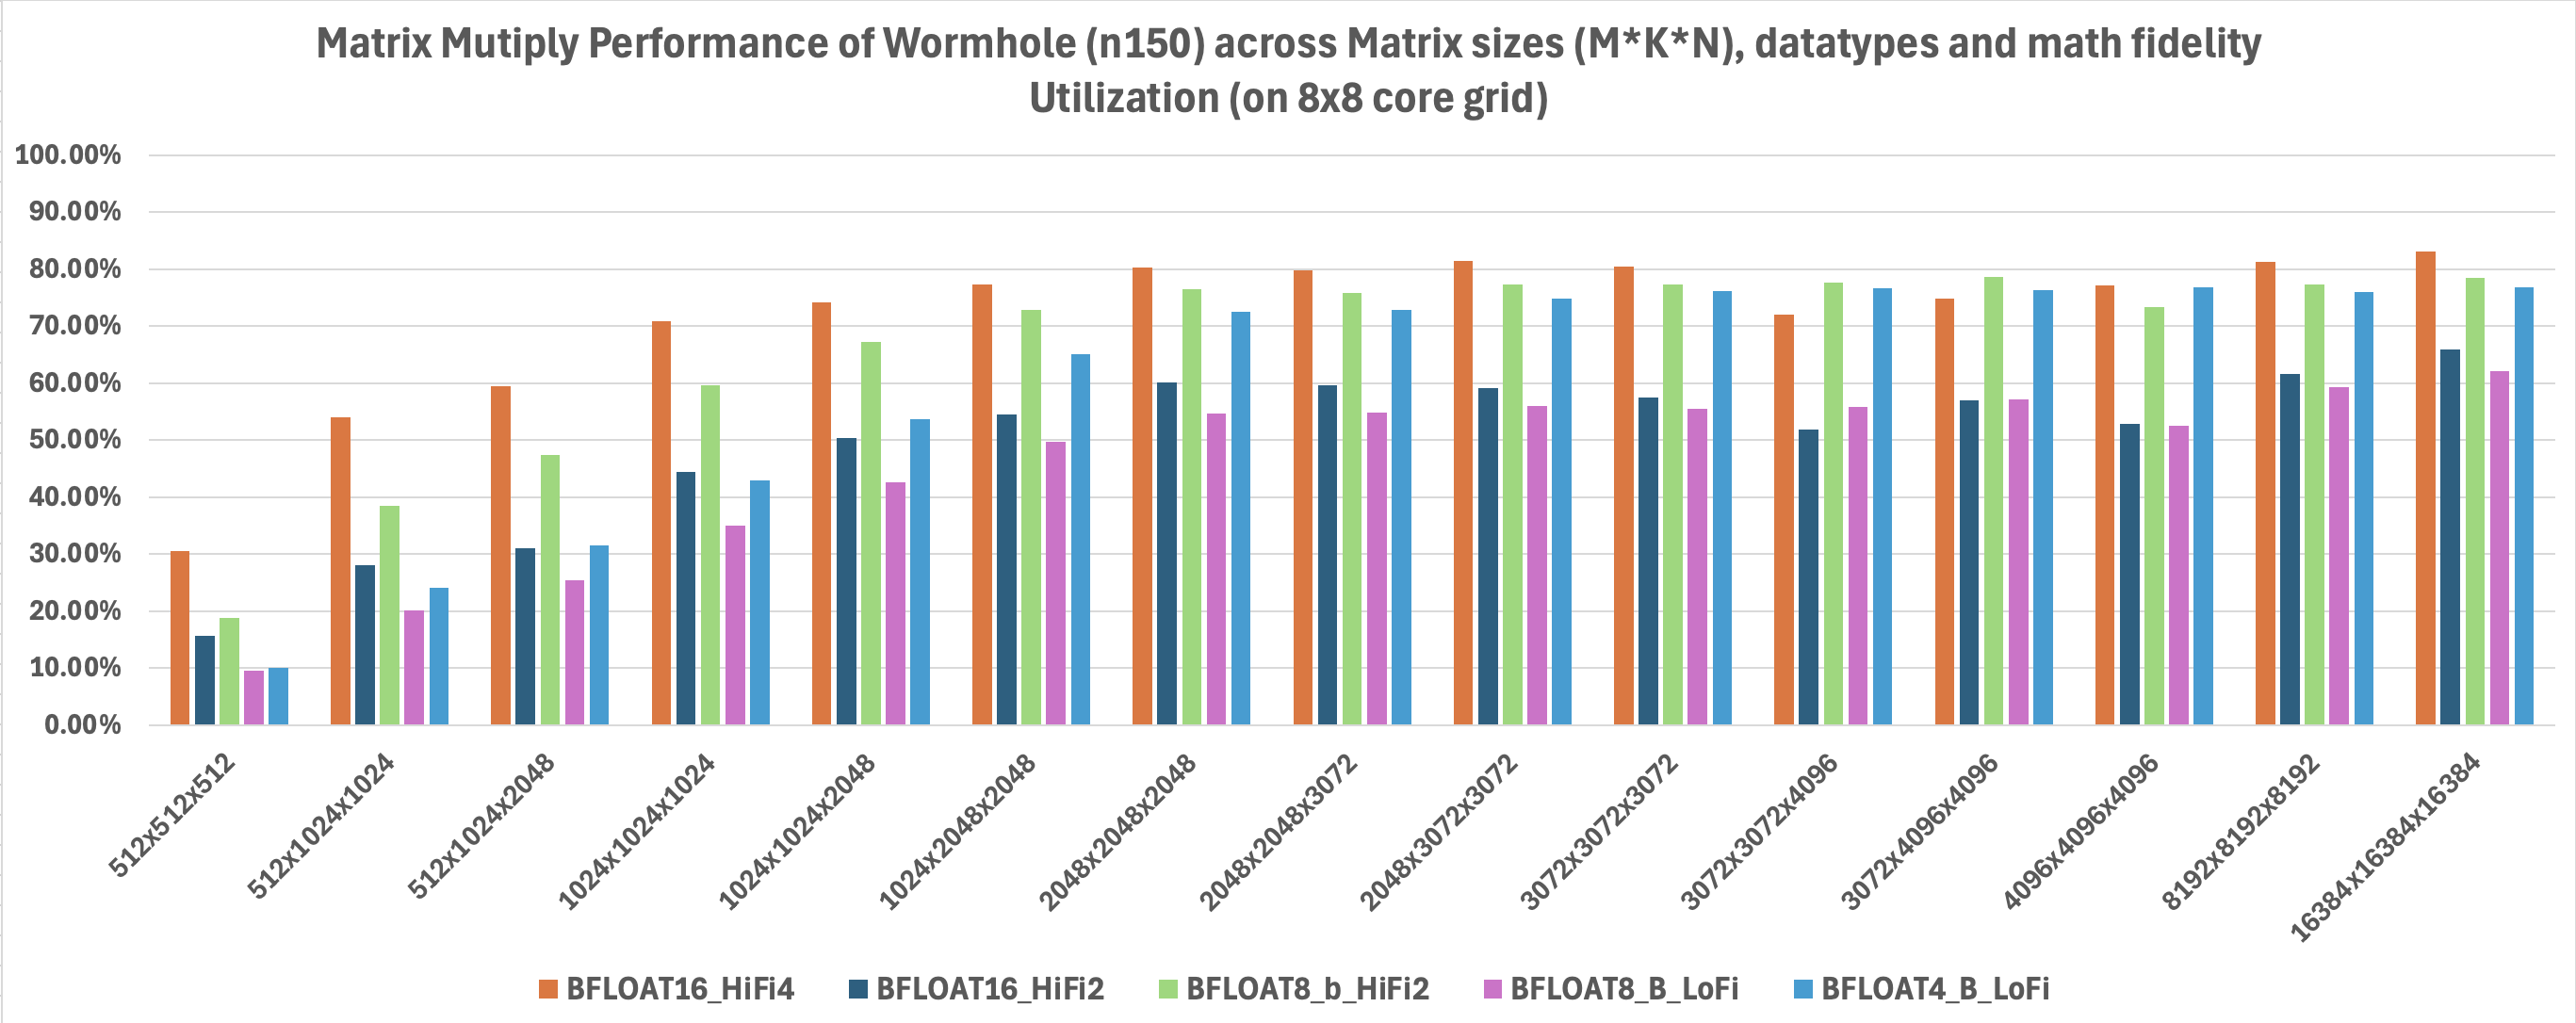 Matrix Mutiply Performance of Wormhole (n150) across Matrix sizes (M*K*N), datatypes and math fidelity
Utilization (on 8x8 core grid)
100.00%
90.00%
80.00%
70.00%
60.00%
50.00%
40.00%
30.00%
20.00%
10.00%
0.00%
512x512x512
512x1024x1024
512x1024x2048
1024x1024x1024
1024x1024x2048
1024x2048x2048
2048x2048x2048
2048x2048x3072
2048x3072x3072
3072x3072x3072
3072x3072x4096
3072x4096x4096
4096x4096x4096
8192x8192x8192
16384x16384x16384
BFLOAT16_HiFi4
BFLOAT16_HiFi2
BFLOAT8_b_HiFi2
BFLOAT8_B_LoFi
BFLOAT4_B_LoFi